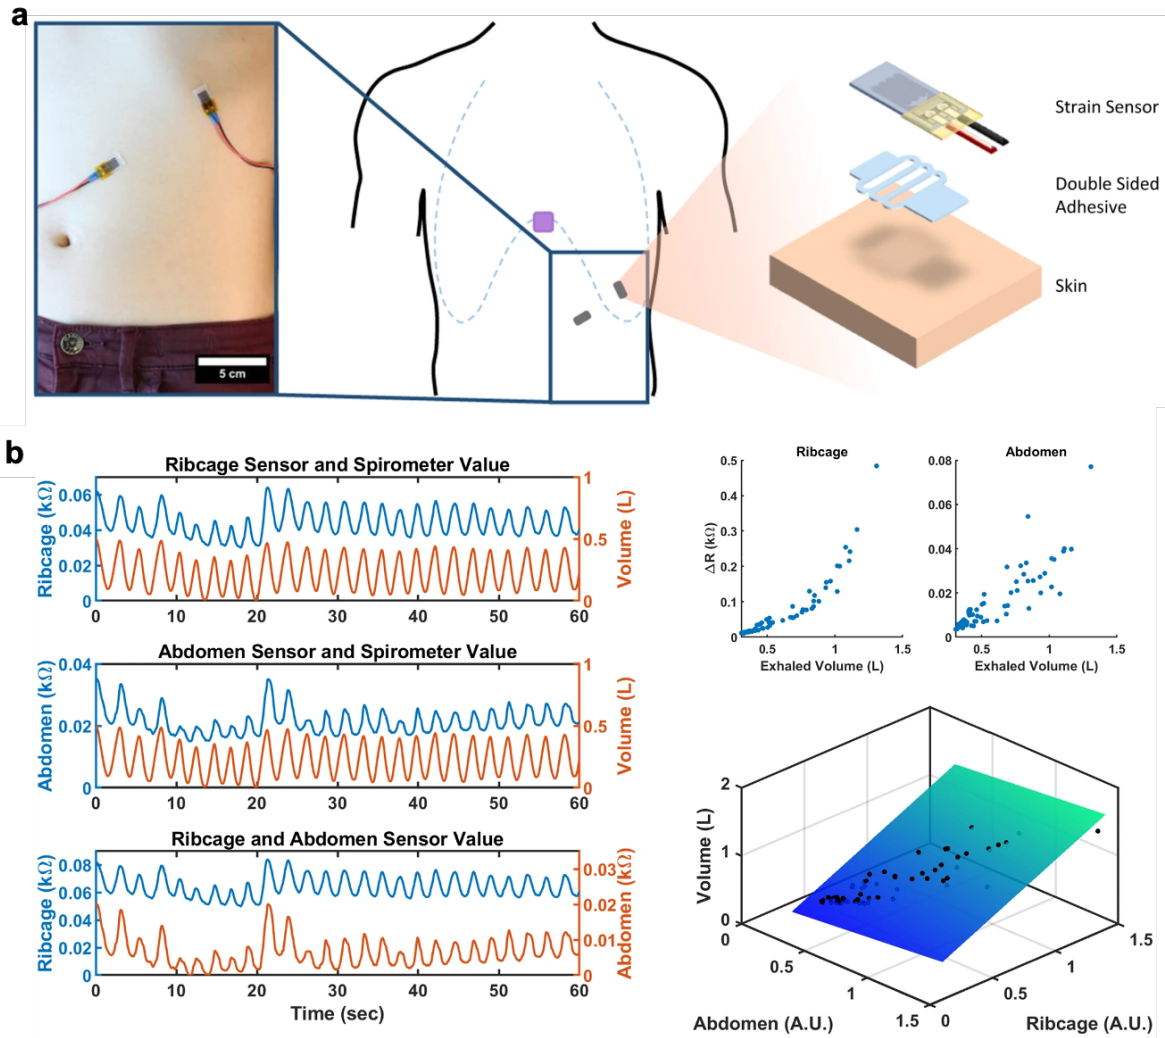 a
Strain Sensor
Double Sided
Adhesive
Skin
5 cm
b
Ribcage Sensor and Spirometer Value
Ribcage (kΩ)
0.06
0.04
0.02
0
1
0.5
0
Volume (L)
0 10 20 30 40 50 60
Abdomen Sensor and Spirometer Value
Abdomen (kΩ)
0.04
0.02
0
1
0.5
0
Volume (L)
0 10 20 30 40 50 60
Ribcage and Abdomen Sensor Value
Ribcage (kΩ)
0.08
0.06
0.04
0.02
0
0.03
0.02
0.01
0
Abdomen (kΩ)
0 10 20 30 40 50 60
Time (sec)
Ribcage
ΔR (kΩ)
0.5
0.4
0.3
0.2
0.1
0
0.5 1 1.5
Exhaled Volume (L)
Abdomen
0.08
0.06
0.04
0.02
0
0.5 1 1.5
Exhaled Volume (L)
Volume (L)
2
1
0
0
0.5
1
1.5
Abdomen (A.U.)
0
0.5
1
1.5
Ribcage (A.U.)